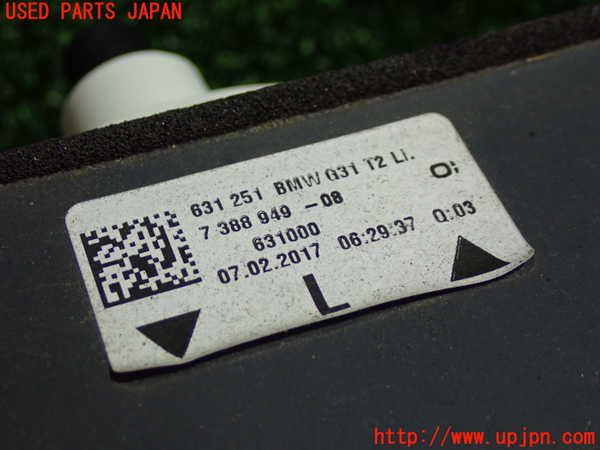 USED PARTS JAPAN
631 251 BMW G31 T2 Li.
7 388 949 -08
631000
07.02.2017 06:29:37 Q:03
L
http://www.upjpn.com